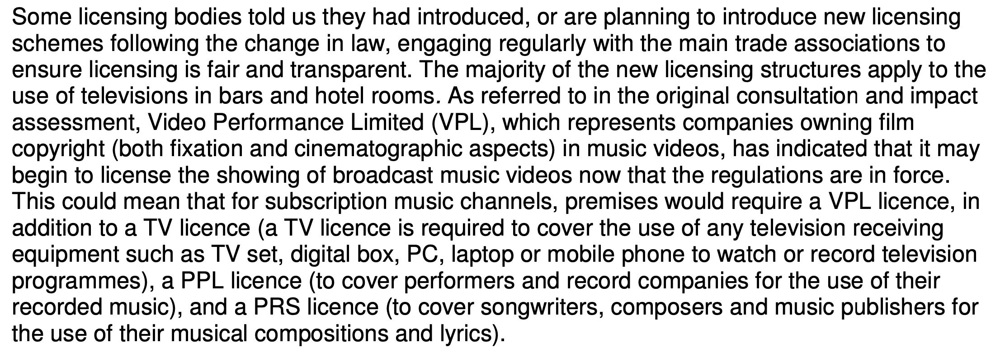 Some licensing bodies told us they had introduced, or are planning to introduce new licensing
schemes following the change in law, engaging regularly with the main trade associations to
ensure licensing is fair and transparent. The majority of the new licensing structures apply to the
use of televisions in bars and hotel rooms. As referred to in the original consultation and impact
assessment, Video Performance Limited (VPL), which represents companies owning film
copyright (both fixation and cinematographic aspects) in music videos, has indicated that it may
begin to license the showing of broadcast music videos now that the regulations are in force.
This could mean that for subscription music channels, premises would require a VPL licence, in
addition to a TV licence (a TV licence is required to cover the use of any television receiving
equipment such as TV set, digital box, PC, laptop or mobile phone to watch or record television
programmes), a PPL licence (to cover performers and record companies for the use of their
recorded music), and a PRS licence (to cover songwriters, composers and music publishers for
the use of their musical compositions and lyrics).